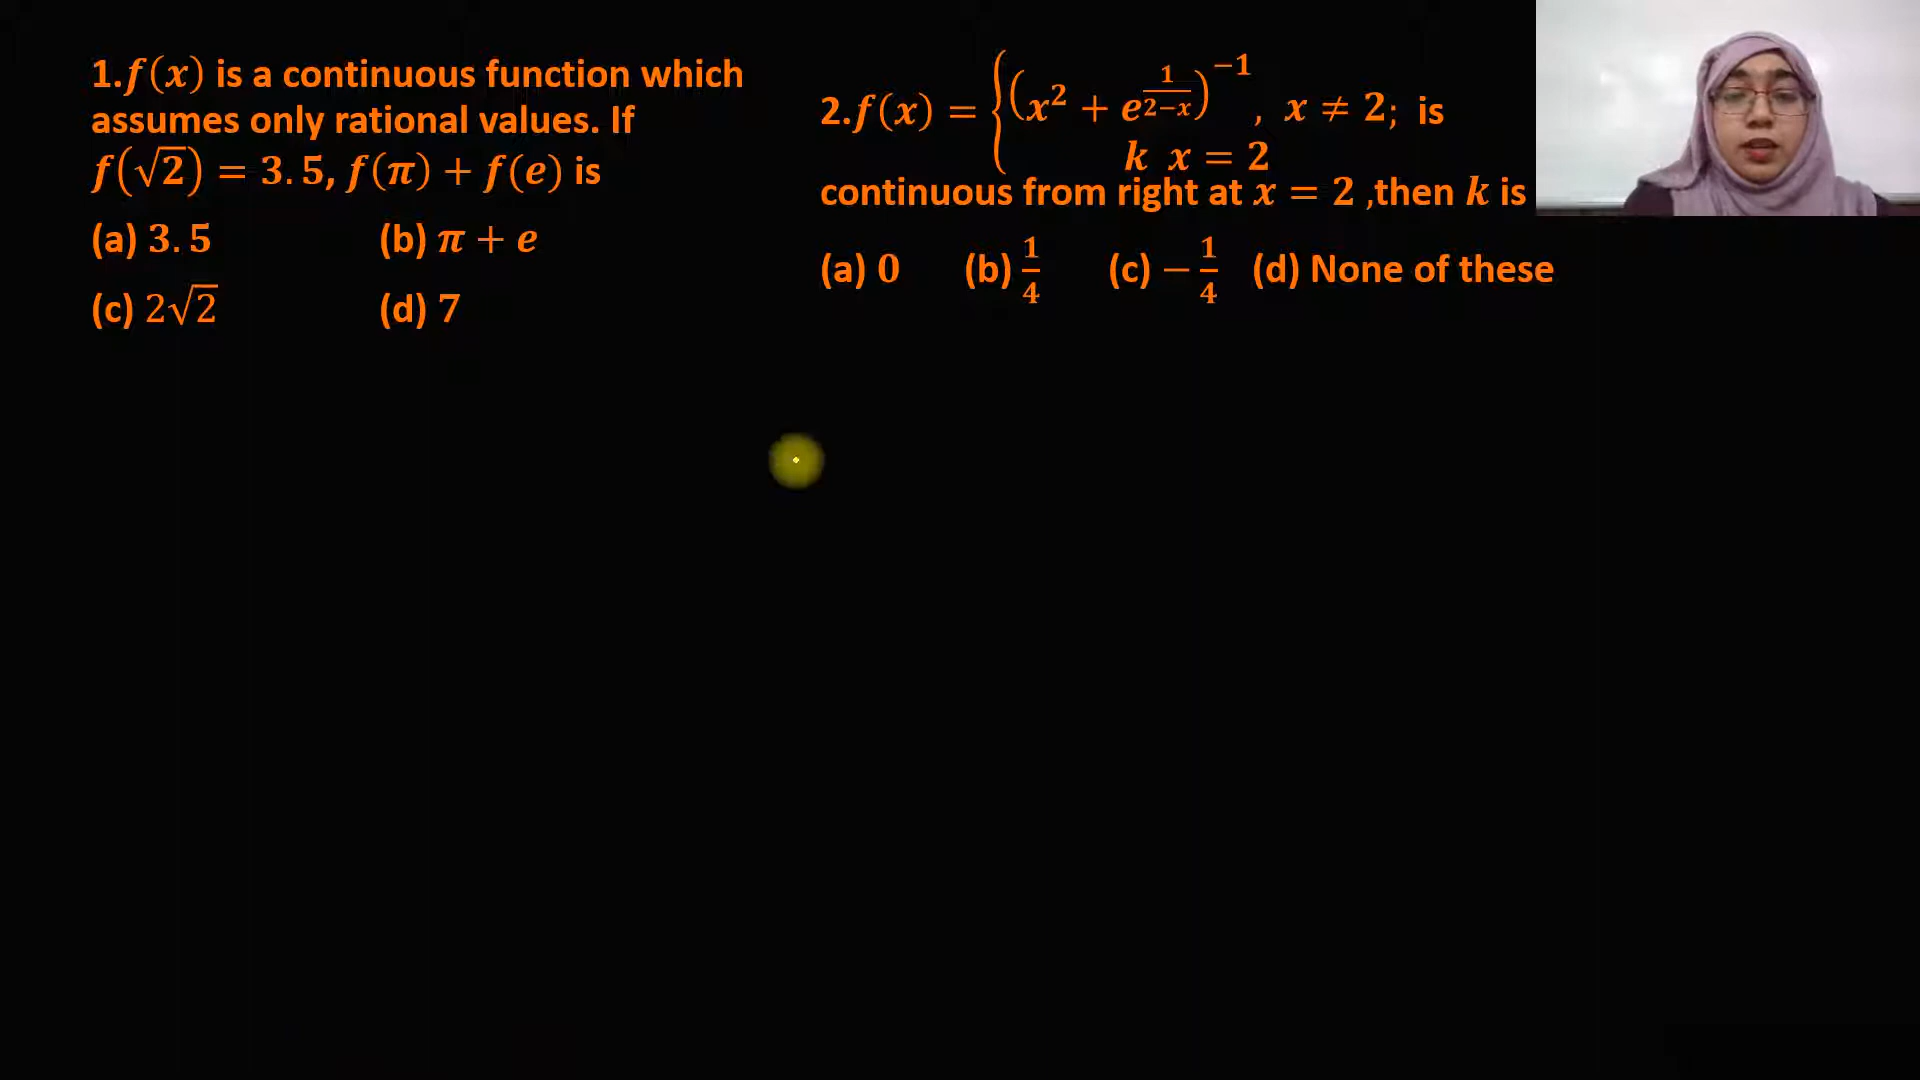 1.f(x) is a continuous function which
assumes only rational values. If
f(√2) = 3.5, f(π) + f(e) is
(a) 3.5 (b) π + e
(c) 2√2 (d) 7
2.f(x) = {(x² + e^(1/(2−x)))⁻¹, x ≠ 2; is
k x = 2
continuous from right at x = 2 ,then k is
(a) 0 (b) 1/4 (c) −1/4 (d) None of these